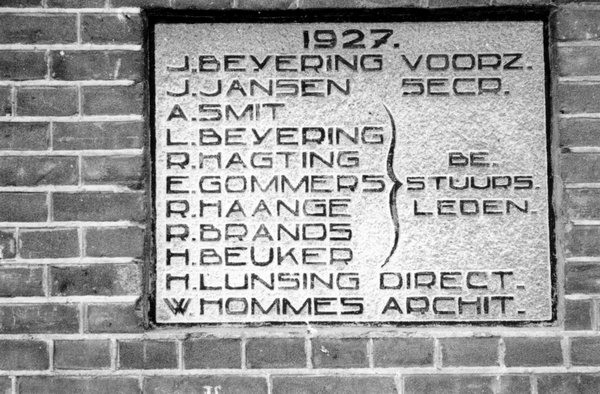 1927.
J. BEYERING VOORZ.
J. JANSEN SECR.
A. SMIT
L. BEYERING
R. HAGTING BE.
E. GOMMERS STUURS.
R. HAANGE LEDEN.
R. BRANDS
H. BEUKER
H. LUNSING DIRECT.
W. HOMMES ARCHIT.